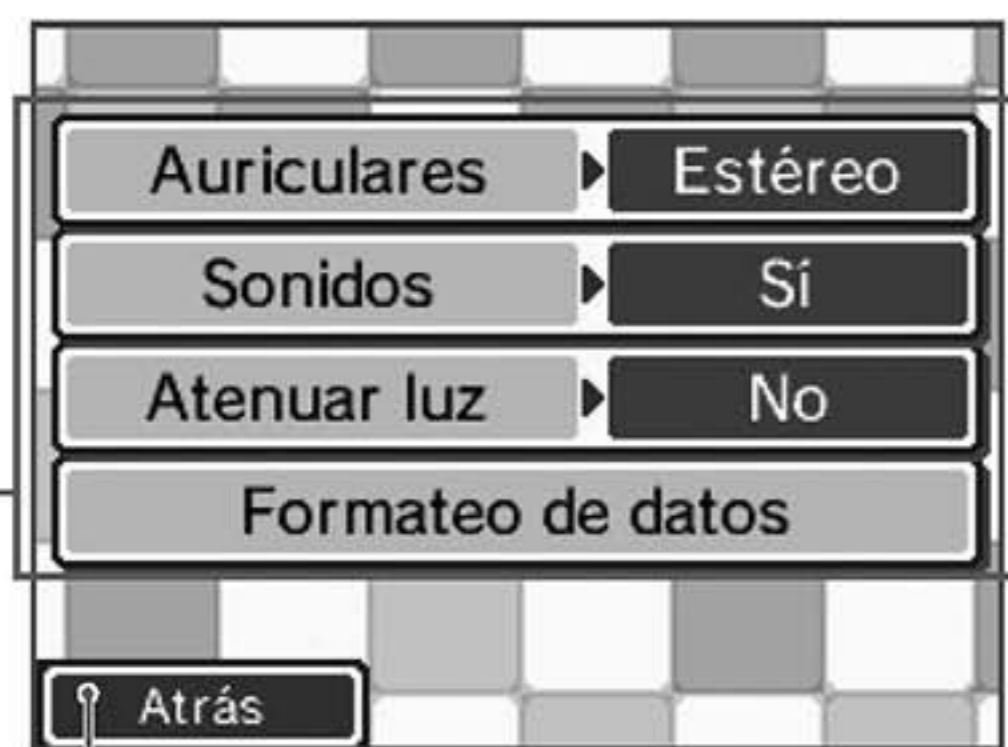 Auriculares Estéreo
Sonidos Sí
Atenuar luz No
Formateo de datos
Atrás